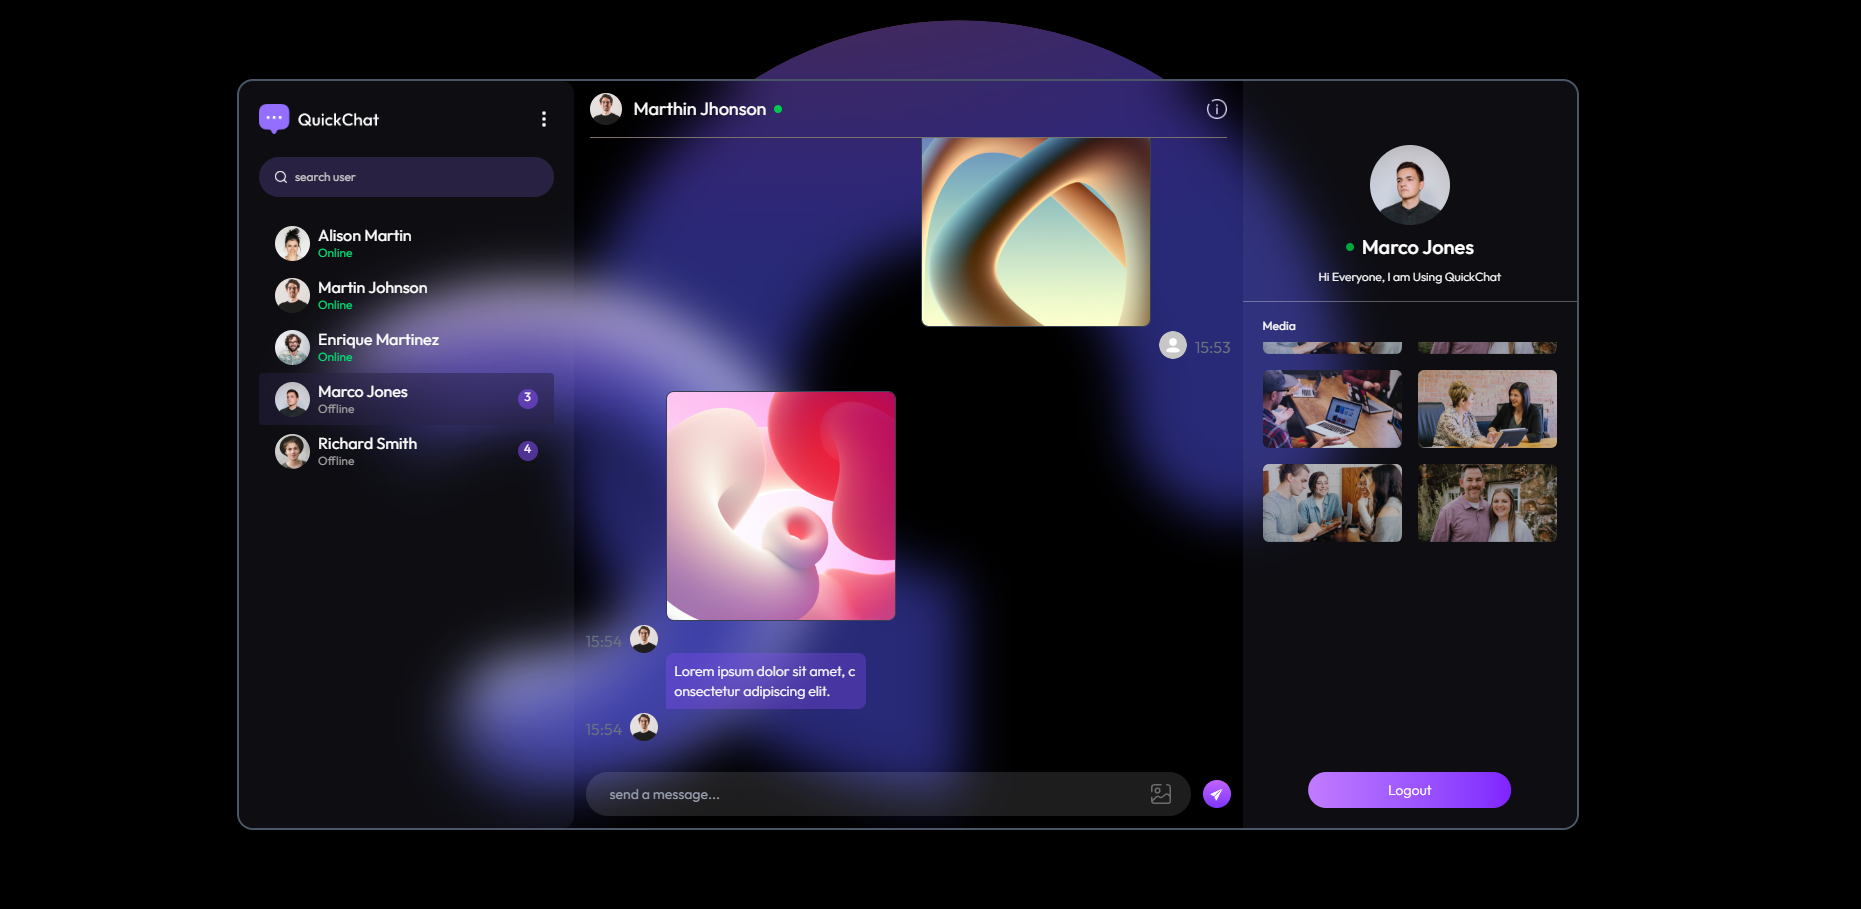 QuickChat
search user
Alison Martin
Online
Martin Johnson
Online
Enrique Martinez
Online
Marco Jones
Offline
3
Richard Smith
Offline
4
Marthin Jhonson
15:53
15:54
Lorem ipsum dolor sit amet, c
onsectetur adipiscing elit.
15:54
send a message...
Marco Jones
Hi Everyone, I am Using QuickChat
Media
Logout